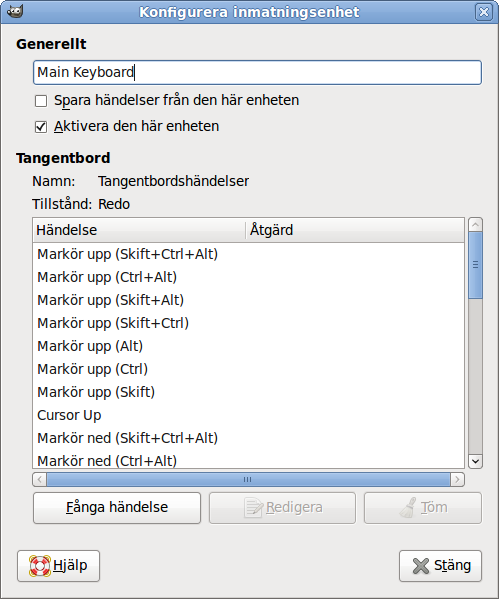 Konfigurera inmatningsenhet
Generellt
Main Keyboard
Spara händelser från den här enheten
Aktivera den här enheten
Tangentbord
Namn: Tangentbordshändelser
Tillstånd: Redo
Händelse Åtgärd
Markör upp (Skift+Ctrl+Alt)
Markör upp (Ctrl+Alt)
Markör upp (Skift+Alt)
Markör upp (Skift+Ctrl)
Markör upp (Alt)
Markör upp (Ctrl)
Markör upp (Skift)
Cursor Up
Markör ned (Skift+Ctrl+Alt)
Markör ned (Ctrl+Alt)
Fånga händelse Redigera Töm
Hjälp Stäng